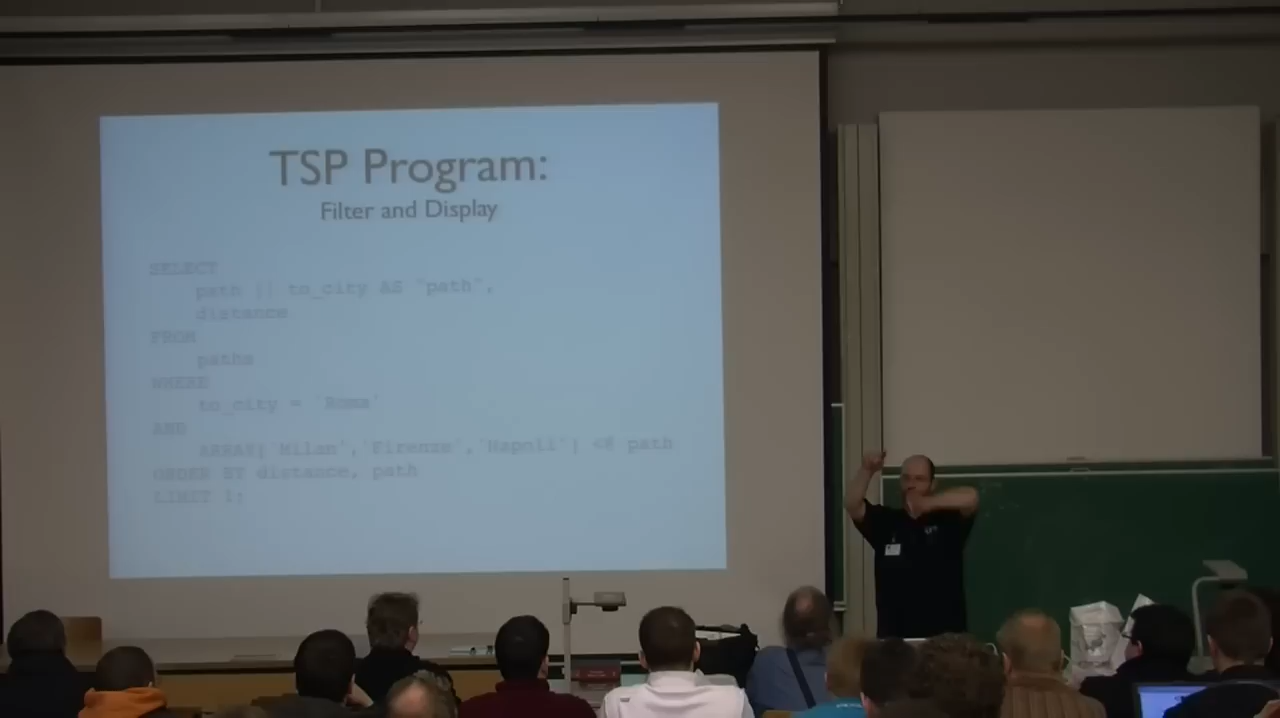 TSP Program:
Filter and Display
SELECT
path || to_city AS "path",
distance
FROM
paths
WHERE
to_city = 'Roma'
AND
ARRAY['Milan','Firenze','Napoli'] <@ path
ORDER BY distance, path
LIMIT 1;